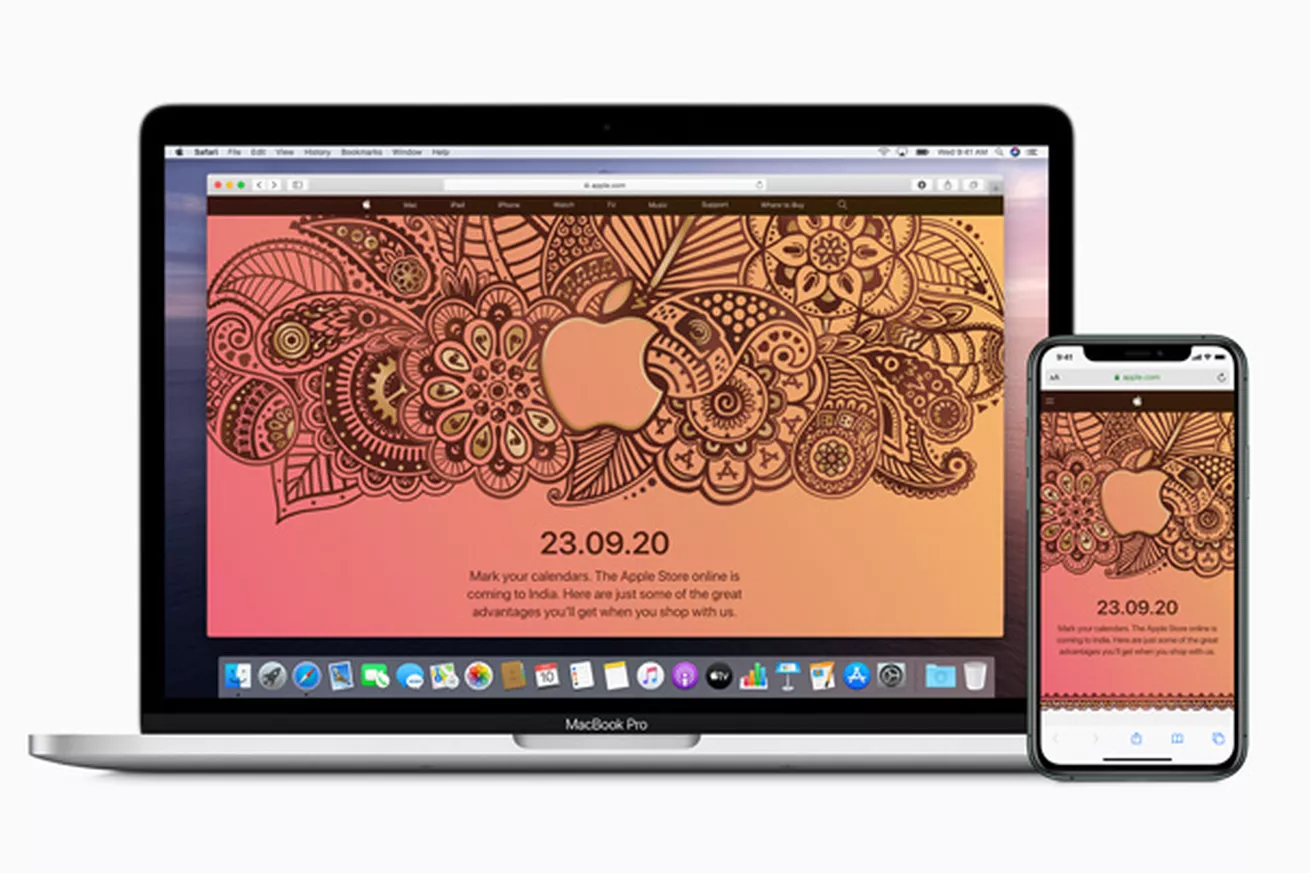 Safari File Edit View History Bookmarks Window Help
Wed 9:41 AM
apple.com
Mac iPad iPhone Watch TV Music Support Where to Buy
23.09.20
Mark your calendars. The Apple Store online is
coming to India. Here are just some of the great
advantages you'll get when you shop with us.
10
tv
MacBook Pro
9:41
AA
apple.com
23.09.20
Mark your calendars. The Apple Store online is
coming to India. Here are just some of the great
advantages you'll get when you shop with us.